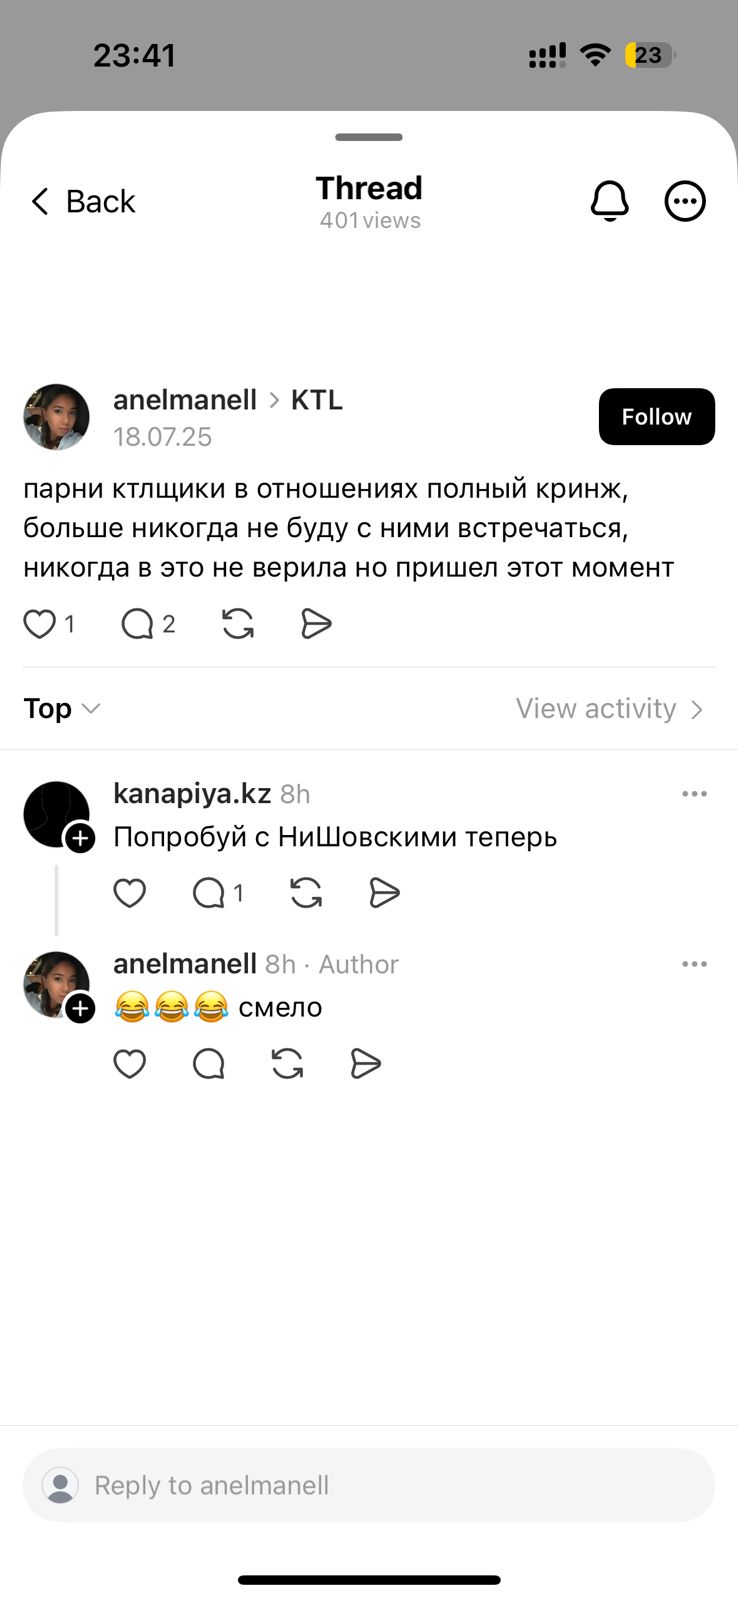 23:41
23
Back
Thread
401 views
anelmanell > KTL
18.07.25
Follow
парни ктлщики в отношениях полный кринж,
больше никогда не буду с ними встречаться,
никогда в это не верила но пришел этот момент
1
2
Top
View activity >
kanapiya.kz 8h
Попробуй с НиШовскими теперь
1
anelmanell 8h · Author
😂😂😂 смело
Reply to anelmanell